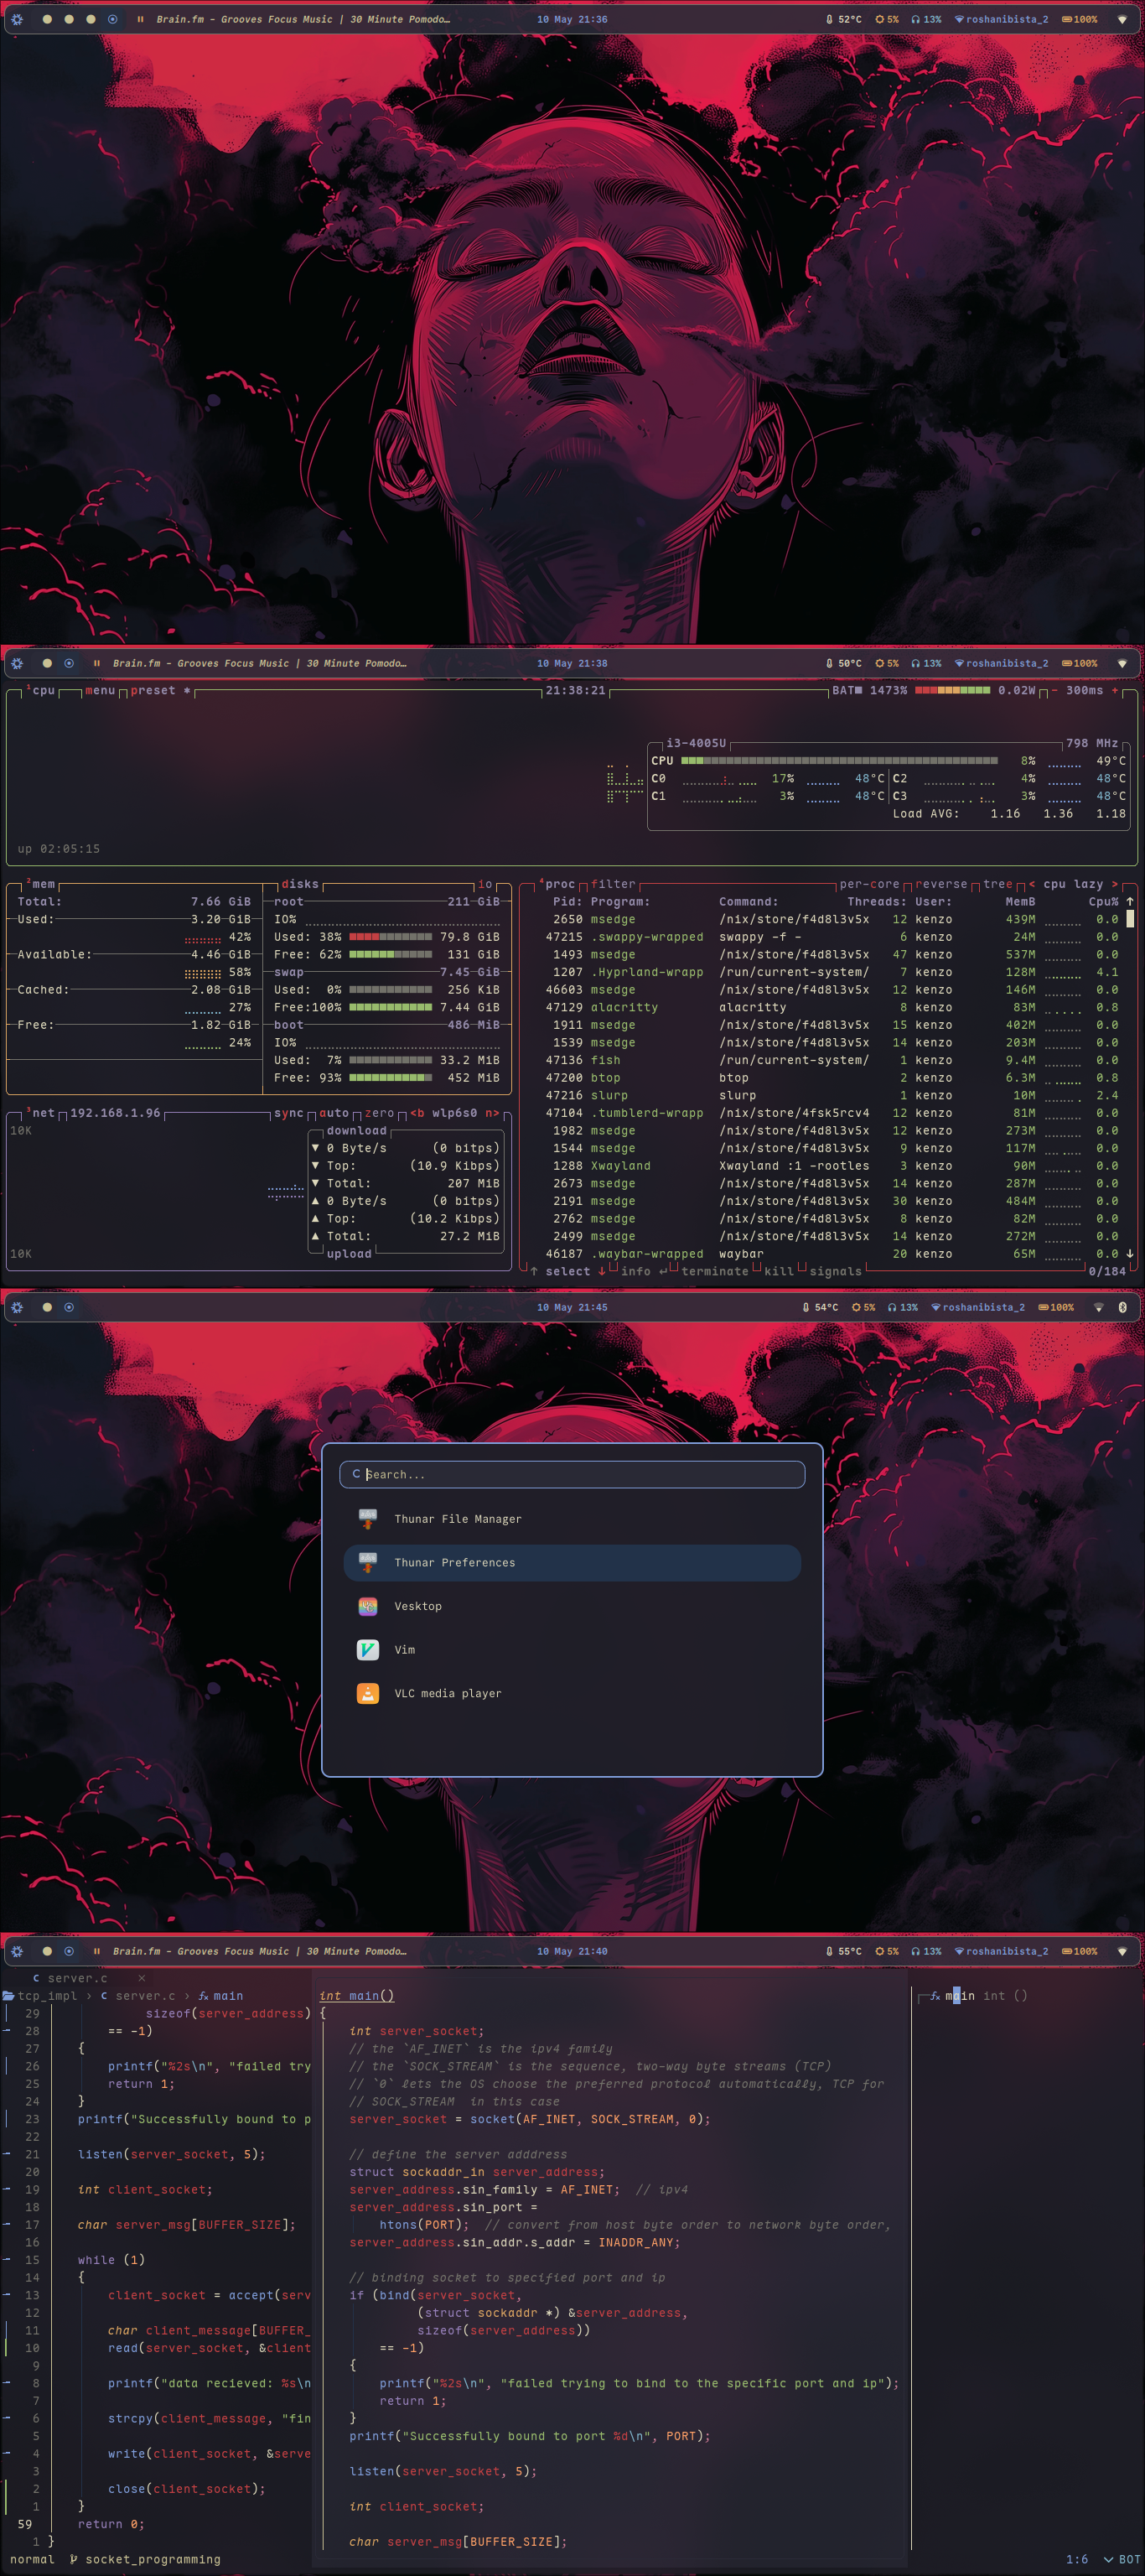 Brain.fm - Grooves Focus Music | 30 Minute Pomodo… 10 May 21:36 52°C 5% 13% roshanibista_2 100%
Brain.fm - Grooves Focus Music | 30 Minute Pomodo… 10 May 21:38 50°C 5% 13% roshanibista_2 100%
¹cpu menu preset * 21:38:21 BAT■ 1473% 0.02W - 300ms +
i3-4005U 798 MHz
CPU 8% 49°C
C0 17% 48°C C2 4% 48°C
C1 3% 48°C C3 3% 48°C
Load AVG: 1.16 1.36 1.18
up 02:05:15
²mem
Total: 7.66 GiB
Used: 3.20 GiB
42%
Available: 4.46 GiB
58%
Cached: 2.08 GiB
27%
Free: 1.82 GiB
24%
disks io
root 211 GiB
IO%
Used: 38% 79.8 GiB
Free: 62% 131 GiB
swap 7.45 GiB
Used: 0% 256 KiB
Free:100% 7.44 GiB
boot 486 MiB
IO%
Used: 7% 33.2 MiB
Free: 93% 452 MiB
³net 192.168.1.96 sync auto zero <b wlp6s0 n>
10K
download
▼ 0 Byte/s (0 bitps)
▼ Top: (10.9 Kibps)
▼ Total: 207 MiB
▲ 0 Byte/s (0 bitps)
▲ Top: (10.2 Kibps)
▲ Total: 27.2 MiB
10K
upload
⁴proc filter per-core reverse tree < cpu lazy >
Pid: Program: Command: Threads: User: MemB Cpu% ↑
2650 msedge /nix/store/f4d8l3v5x 12 kenzo 439M 0.0
47215 .swappy-wrapped swappy -f - 6 kenzo 24M 0.0
1493 msedge /nix/store/f4d8l3v5x 47 kenzo 537M 0.0
1207 .Hyprland-wrapp /run/current-system/ 7 kenzo 128M 4.1
46603 msedge /nix/store/f4d8l3v5x 12 kenzo 146M 0.0
47129 alacritty alacritty 8 kenzo 83M 0.8
1911 msedge /nix/store/f4d8l3v5x 15 kenzo 402M 0.0
1539 msedge /nix/store/f4d8l3v5x 14 kenzo 203M 0.0
47136 fish /run/current-system/ 1 kenzo 9.4M 0.0
47200 btop btop 2 kenzo 6.3M 0.8
47216 slurp slurp 1 kenzo 10M 2.4
47104 .tumblerd-wrapp /nix/store/4fsk5rcv4 12 kenzo 81M 0.0
1982 msedge /nix/store/f4d8l3v5x 12 kenzo 273M 0.0
1544 msedge /nix/store/f4d8l3v5x 9 kenzo 117M 0.0
1288 Xwayland Xwayland :1 -rootles 3 kenzo 90M 0.0
2673 msedge /nix/store/f4d8l3v5x 14 kenzo 287M 0.0
2191 msedge /nix/store/f4d8l3v5x 30 kenzo 484M 0.0
2762 msedge /nix/store/f4d8l3v5x 8 kenzo 82M 0.0
2499 msedge /nix/store/f4d8l3v5x 14 kenzo 272M 0.0
46187 .waybar-wrapped waybar 20 kenzo 65M 0.0 ↓
↑ select ↓ info ↵ terminate kill signals 0/184
10 May 21:45 54°C 5% 13% roshanibista_2 100%
Search...
Thunar File Manager
Thunar Preferences
Vesktop
Vim
VLC media player
Brain.fm - Grooves Focus Music | 30 Minute Pomodo… 10 May 21:40 55°C 5% 13% roshanibista_2 100%
C server.c ×
tcp_impl › C server.c › main
29 sizeof(server_address)
28 == -1)
27 {
26 printf("%2s\n", "failed try
25 return 1;
24 }
23 printf("Successfully bound to p
22
21 listen(server_socket, 5);
20
19 int client_socket;
18
17 char server_msg[BUFFER_SIZE];
16
15 while (1)
14 {
13 client_socket = accept(serv
12
11 char client_message[BUFFER_
10 read(server_socket, &client
9
8 printf("data recieved: %s\n
7
6 strcpy(client_message, "fin
5
4 write(client_socket, &serve
3
2 close(client_socket);
1 }
59 return 0;
1 }
int main()
{
int server_socket;
// the `AF_INET` is the ipv4 family
// the `SOCK_STREAM` is the sequence, two-way byte streams (TCP)
// `0` lets the OS choose the preferred protocol automatically, TCP for
// SOCK_STREAM in this case
server_socket = socket(AF_INET, SOCK_STREAM, 0);
// define the server adddress
struct sockaddr_in server_address;
server_address.sin_family = AF_INET; // ipv4
server_address.sin_port =
htons(PORT); // convert from host byte order to network byte order,
server_address.sin_addr.s_addr = INADDR_ANY;
// binding socket to specified port and ip
if (bind(server_socket,
(struct sockaddr *) &server_address,
sizeof(server_address))
== -1)
{
printf("%2s\n", "failed trying to bind to the specific port and ip");
return 1;
}
printf("Successfully bound to port %d\n", PORT);
listen(server_socket, 5);
int client_socket;
char server_msg[BUFFER_SIZE];
main int ()
normal socket_programming 1:6 BOT